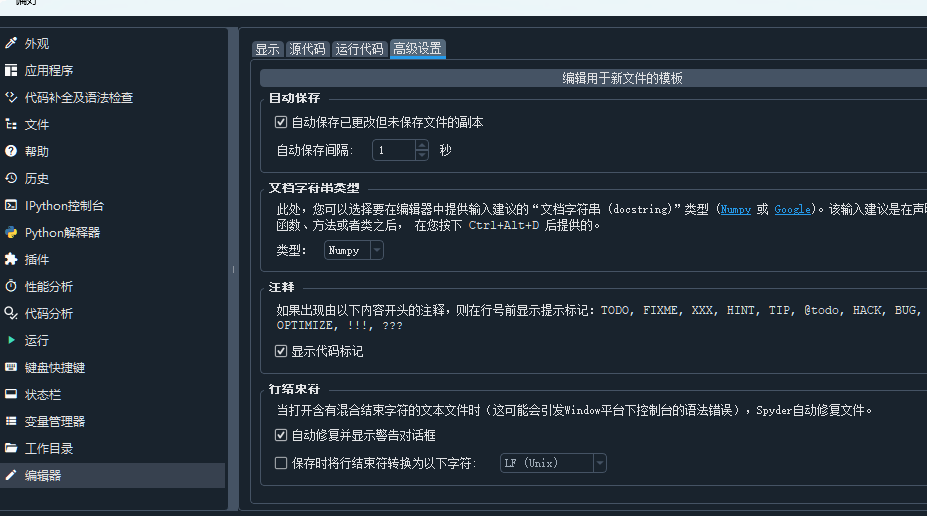 外观
应用程序
代码补全及语法检查
文件
帮助
历史
IPython控制台
Python解释器
插件
性能分析
代码分析
运行
键盘快捷键
状态栏
变量管理器
工作目录
编辑器
显示 源代码 运行代码 高级设置
编辑用于新文件的模板
自动保存
自动保存已更改但未保存文件的副本
自动保存间隔: 1 秒
文档字符串类型
此处，您可以选择要在编辑器中提供输入建议的“文档字符串 (docstring)”类型 (Numpy 或 Google)。该输入建议是在声明
函数、方法或者类之后， 在您按下 Ctrl+Alt+D 后提供的。
类型: Numpy
注释
如果出现由以下内容开头的注释，则在行号前显示提示标记：TODO, FIXME, XXX, HINT, TIP, @todo, HACK, BUG,
OPTIMIZE, !!!, ???
显示代码标记
行结束符
当打开含有混合结束字符的文本文件时（这可能会引发Window平台下控制台的语法错误），Spyder自动修复文件。
自动修复并显示警告对话框
保存时将行结束符转换为以下字符: LF (Unix)